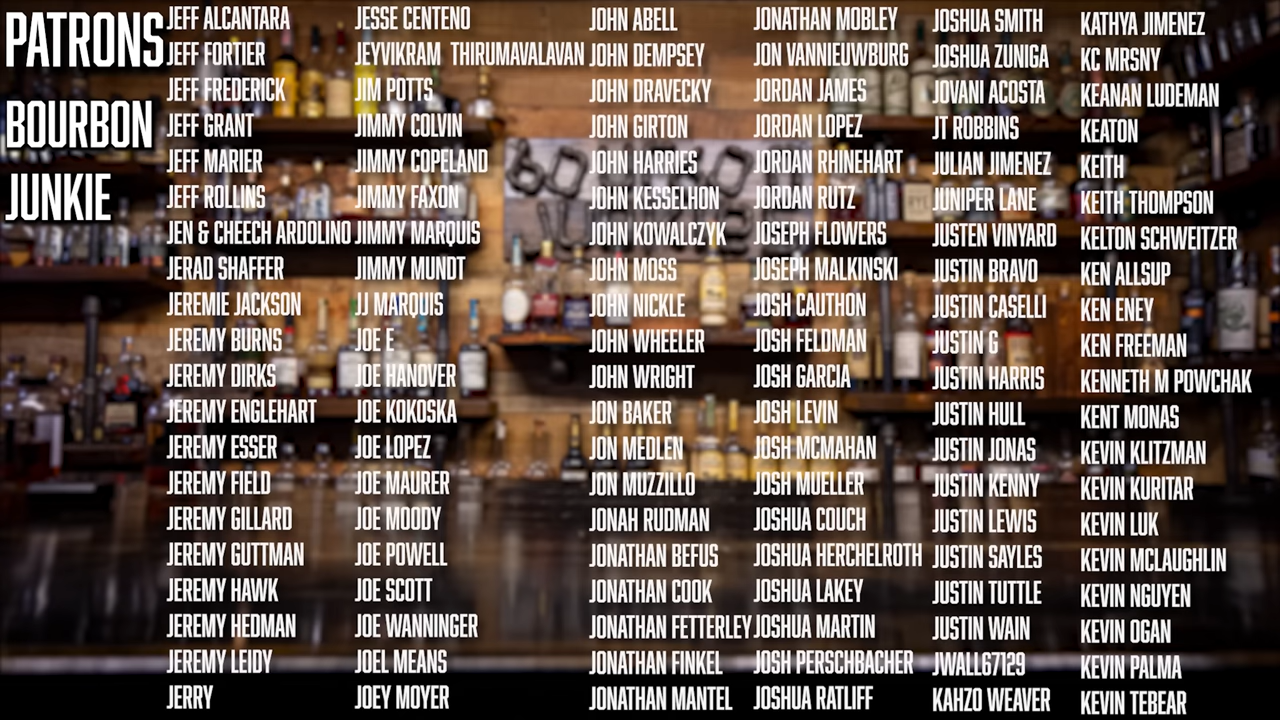 PATRONS
BOURBON
JUNKIE
JEFF ALCANTARA
JEFF FORTIER
JEFF FREDERICK
JEFF GRANT
JEFF MARIER
JEFF ROLLINS
JEN & CHEECH ARDOLINO
JERAD SHAFFER
JEREMIE JACKSON
JEREMY BURNS
JEREMY DIRKS
JEREMY ENGLEHART
JEREMY ESSER
JEREMY FIELD
JEREMY GILLARD
JEREMY GUTTMAN
JEREMY HAWK
JEREMY HEDMAN
JEREMY LEIDY
JERRY
JESSE CENTENO
JEYVIKRAM THIRUMAVALAVAN
JIM POTTS
JIMMY COLVIN
JIMMY COPELAND
JIMMY FAXON
JIMMY MARQUIS
JIMMY MUNDT
JJ MARQUIS
JOE E
JOE HANOVER
JOE KOKOSKA
JOE LOPEZ
JOE MAURER
JOE MOODY
JOE POWELL
JOE SCOTT
JOE WANNINGER
JOEL MEANS
JOEY MOYER
JOHN ABELL
JOHN DEMPSEY
JOHN DRAVECKY
JOHN GIRTON
JOHN HARRIES
JOHN KESSELHON
JOHN KOWALCZYK
JOHN MOSS
JOHN NICKLE
JOHN WHEELER
JOHN WRIGHT
JON BAKER
JON MEDLEN
JON MUZZILLO
JONAH RUDMAN
JONATHAN BEFUS
JONATHAN COOK
JONATHAN FETTERLEY
JONATHAN FINKEL
JONATHAN MANTEL
JONATHAN MOBLEY
JON VANNIEUWBURG
JORDAN JAMES
JORDAN LOPEZ
JORDAN RHINEHART
JORDAN RUTZ
JOSEPH FLOWERS
JOSEPH MALKINSKI
JOSH CAUTHON
JOSH FELDMAN
JOSH GARCIA
JOSH LEVIN
JOSH MCMAHAN
JOSH MUELLER
JOSHUA COUCH
JOSHUA HERCHELROTH
JOSHUA LAKEY
JOSHUA MARTIN
JOSH PERSCHBACHER
JOSHUA RATLIFF
JOSHUA SMITH
JOSHUA ZUNIGA
JOVANI ACOSTA
JT ROBBINS
JULIAN JIMENEZ
JUNIPER LANE
JUSTEN VINYARD
JUSTIN BRAVO
JUSTIN CASELLI
JUSTIN G
JUSTIN HARRIS
JUSTIN HULL
JUSTIN JONAS
JUSTIN KENNY
JUSTIN LEWIS
JUSTIN SAYLES
JUSTIN TUTTLE
JUSTIN WAIN
JWALL67129
KAHZO WEAVER
KATHYA JIMENEZ
KC MRSNY
KEANAN LUDEMAN
KEATON
KEITH
KEITH THOMPSON
KELTON SCHWEITZER
KEN ALLSUP
KEN ENEY
KEN FREEMAN
KENNETH M POWCHAK
KENT MONAS
KEVIN KLITZMAN
KEVIN KURITAR
KEVIN LUK
KEVIN MCLAUGHLIN
KEVIN NGUYEN
KEVIN OGAN
KEVIN PALMA
KEVIN TEBEAR